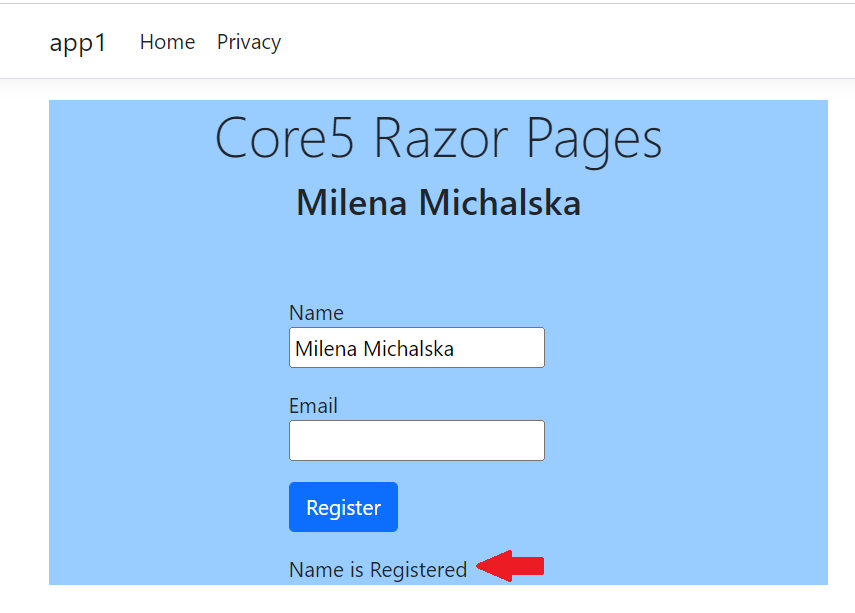 app1 Home Privacy
Core5 Razor Pages
Milena Michalska
Name
Milena Michalska
Email
Register
Name is Registered